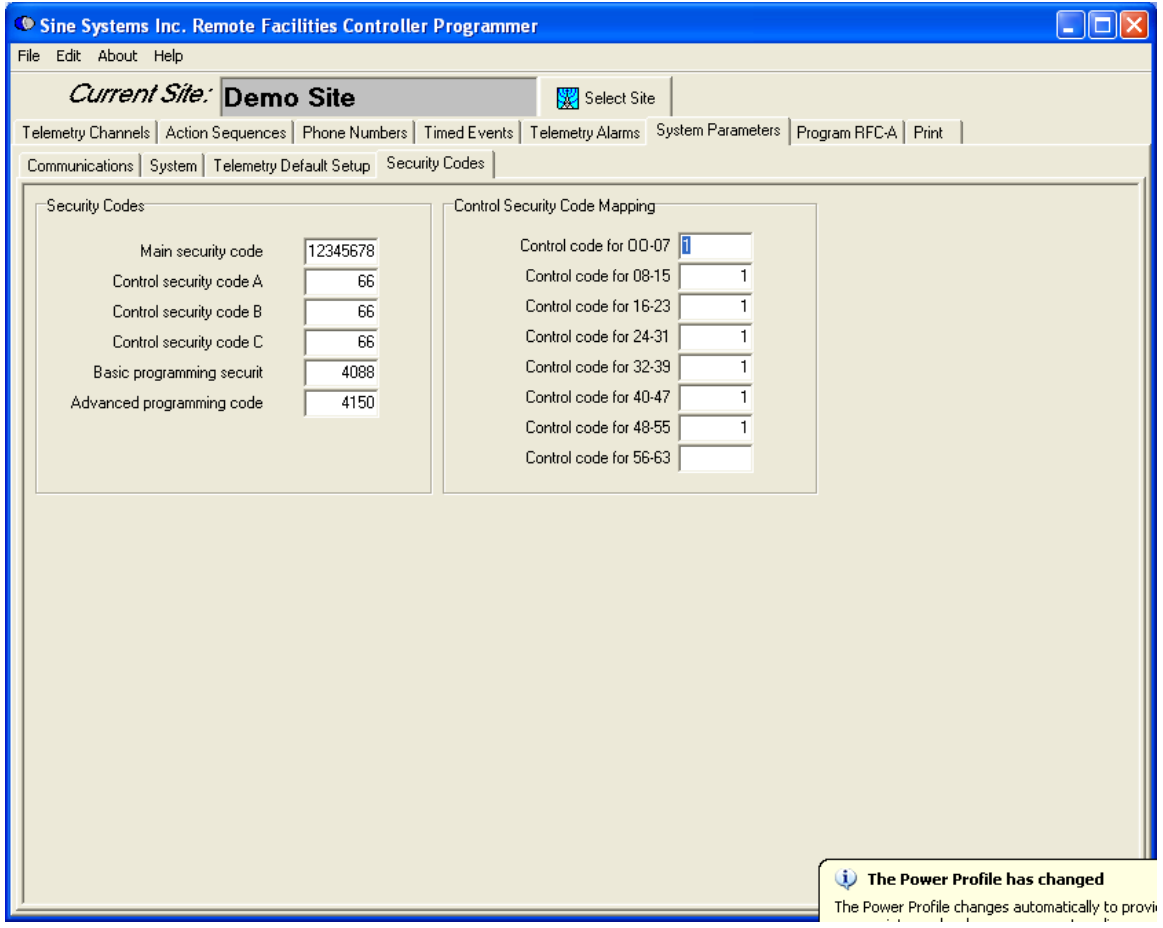 Sine Systems Inc. Remote Facilities Controller Programmer
File Edit About Help
Current Site: Demo Site Select Site
Telemetry Channels Action Sequences Phone Numbers Timed Events Telemetry Alarms System Parameters Program RFC-A Print
Communications System Telemetry Default Setup Security Codes
Security Codes
Main security code 12345678
Control security code A 66
Control security code B 66
Control security code C 66
Basic programming securit 4088
Advanced programming code 4150
Control Security Code Mapping
Control code for OO-07 1
Control code for 08-15 1
Control code for 16-23 1
Control code for 24-31 1
Control code for 32-39 1
Control code for 40-47 1
Control code for 48-55 1
Control code for 56-63
The Power Profile has changed
The Power Profile changes automatically to provi